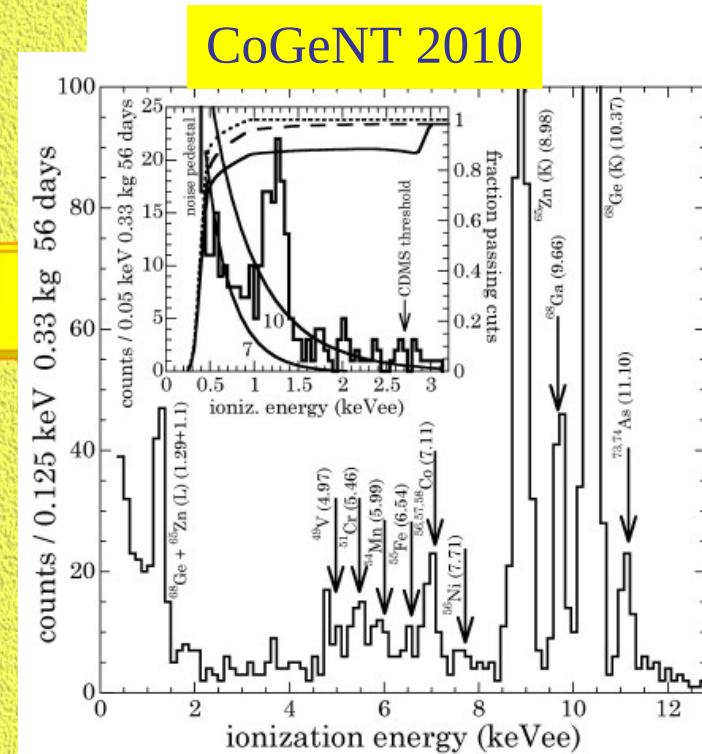 CoGeNT 2010
counts / 0.125 keV 0.33 kg 56 days
100
80
60
40
20
0
counts / 0.05 keV 0.33 kg 56 days
25
20
15
10
5
0
noise pedestal
CDMS threshold
10
7
1
0.8
0.6
0.4
0.2
0
fraction passing cuts
0 0.5 1 1.5 2 2.5 3
ioniz. energy (keVee)
⁶⁸Ge + ⁶⁵Zn (L) (1.29+1.1)
⁴⁹V (4.97)
⁵¹Cr (5.46)
⁵⁴Mn (5.99)
⁵⁵Fe (6.54)
⁵⁶,⁵⁷,⁵⁸Co (7.11)
⁵⁶Ni (7.71)
⁶⁵Zn (K) (8.98)
⁶⁸Ga (9.66)
⁶⁸Ge (K) (10.37)
⁷³,⁷⁴As (11.10)
0 2 4 6 8 10 12
ionization energy (keVee)